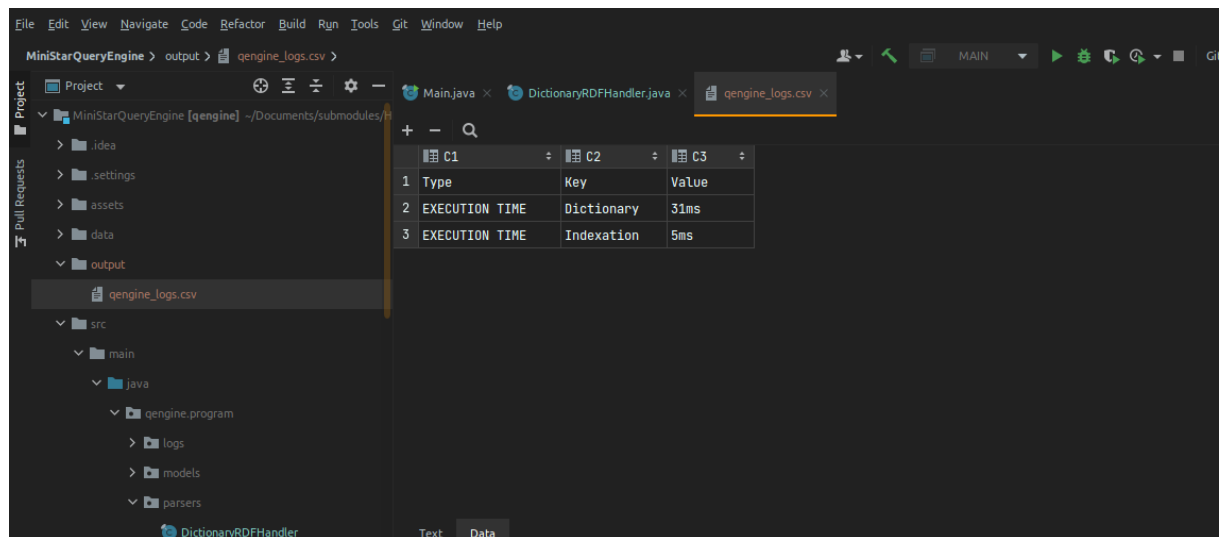 File Edit View Navigate Code Refactor Build Run Tools Git Window Help
MiniStarQueryEngine > output > qengine_logs.csv >
MAIN
Project
Main.java
DictionaryRDFHandler.java
qengine_logs.csv
Project
Pull Requests
MiniStarQueryEngine [qengine] ~/Documents/submodules/H
.idea
.settings
assets
data
output
qengine_logs.csv
src
main
java
qengine.program
logs
models
parsers
DictionaryRDFHandler
C1 C2 C3
1 Type Key Value
2 EXECUTION TIME Dictionary 31ms
3 EXECUTION TIME Indexation 5ms
Text Data